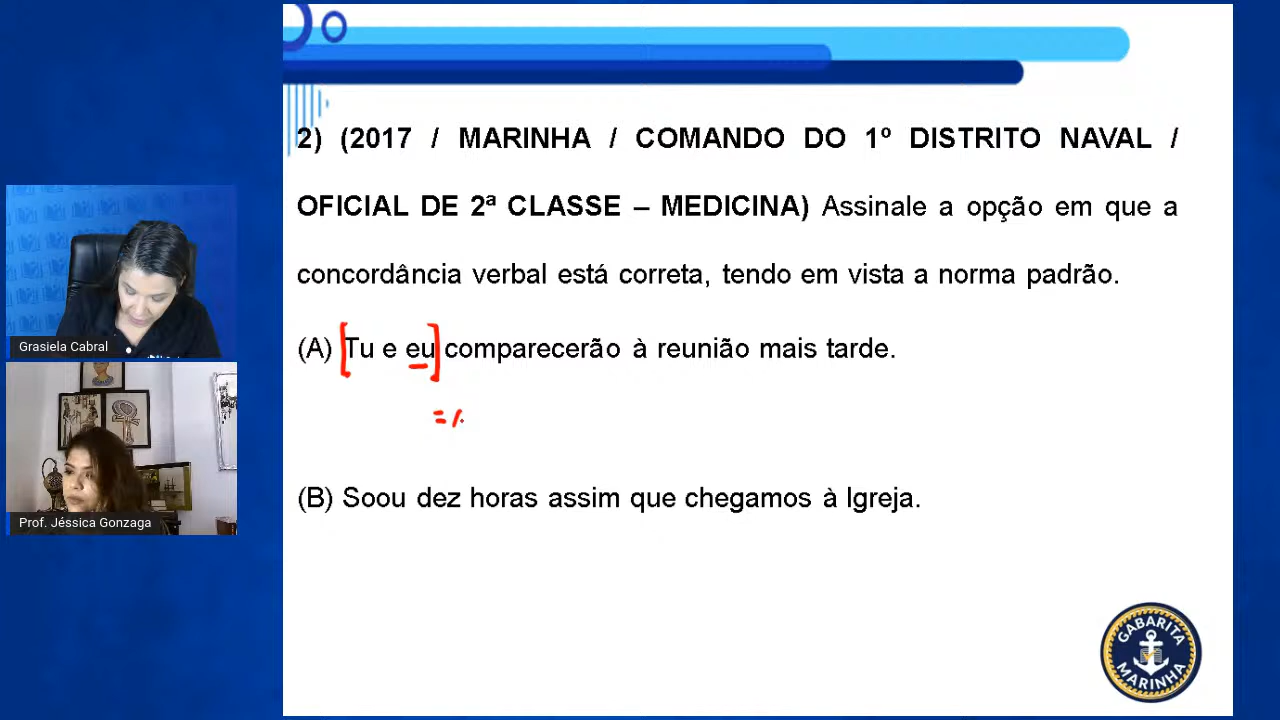 2) (2017 / MARINHA / COMANDO DO 1º DISTRITO NAVAL /
OFICIAL DE 2ª CLASSE – MEDICINA) Assinale a opção em que a
concordância verbal está correta, tendo em vista a norma padrão.
(A) [Tu e eu] comparecerão à reunião mais tarde.
(B) Soou dez horas assim que chegamos à Igreja.
Grasiela Cabral
Prof. Jéssica Gonzaga
GABARITA
MARINHA